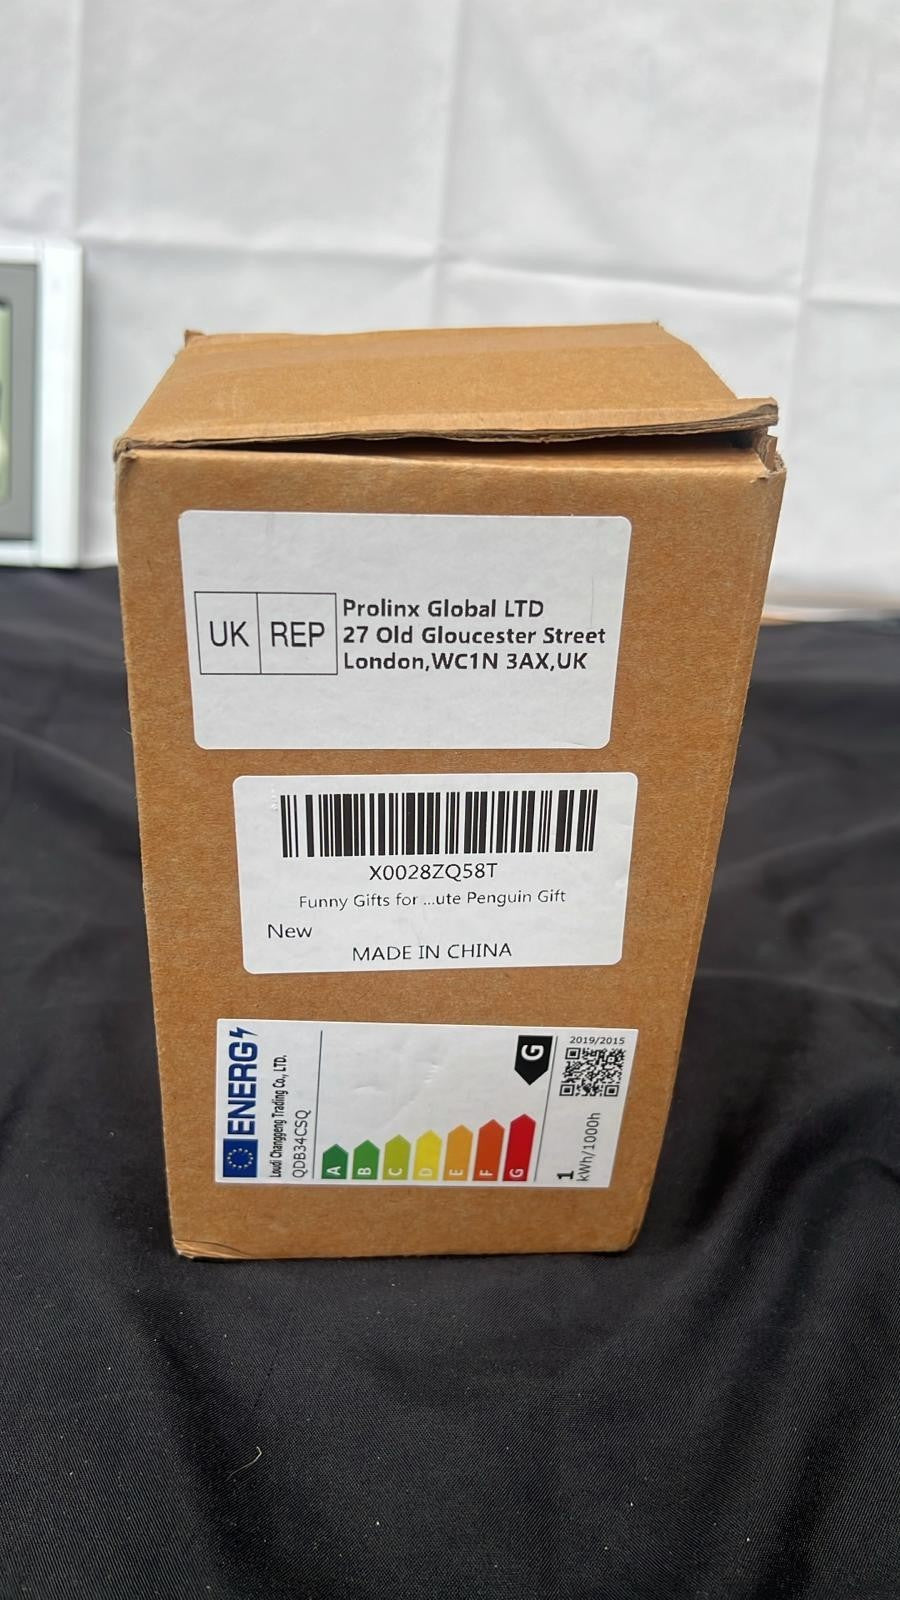 UK REP
Prolinx Global LTD
27 Old Gloucester Street
London,WC1N 3AX,UK
X0028ZQ58T
Funny Gifts for ...ute Penguin Gift
New
MADE IN CHINA
ENERG
Loudi Changgeng Trading Co., LTD.
QDB34CSQ
A
B
C
D
E
F
G
G
1
kWh/1000h
2019/2015